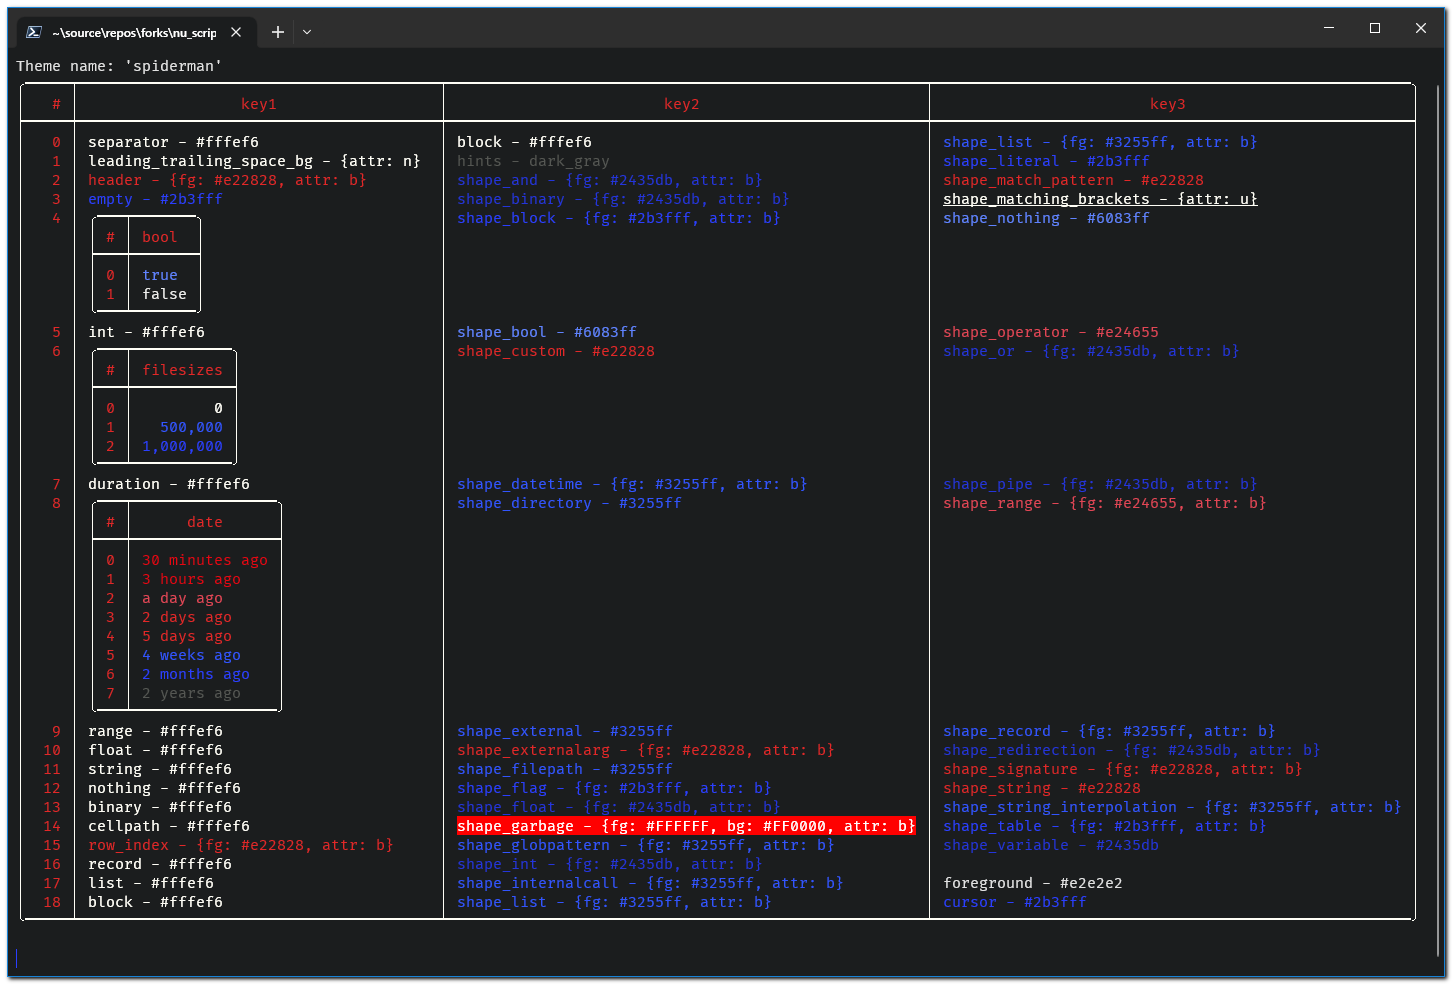 ~\source\repos\forks\nu_scrip
Theme name: 'spiderman'
# key1 key2 key3
0 separator - #fffef6 block - #fffef6 shape_list - {fg: #3255ff, attr: b}
1 leading_trailing_space_bg - {attr: n} hints - dark_gray shape_literal - #2b3fff
2 header - {fg: #e22828, attr: b} shape_and - {fg: #2435db, attr: b} shape_match_pattern - #e22828
3 empty - #2b3fff shape_binary - {fg: #2435db, attr: b} shape_matching_brackets - {attr: u}
4 shape_block - {fg: #2b3fff, attr: b} shape_nothing - #6083ff
# bool
0 true
1 false
5 int - #fffef6 shape_bool - #6083ff shape_operator - #e24655
6 shape_custom - #e22828 shape_or - {fg: #2435db, attr: b}
# filesizes
0 0
1 500,000
2 1,000,000
7 duration - #fffef6 shape_datetime - {fg: #3255ff, attr: b} shape_pipe - {fg: #2435db, attr: b}
8 shape_directory - #3255ff shape_range - {fg: #e24655, attr: b}
# date
0 30 minutes ago
1 3 hours ago
2 a day ago
3 2 days ago
4 5 days ago
5 4 weeks ago
6 2 months ago
7 2 years ago
9 range - #fffef6 shape_external - #3255ff shape_record - {fg: #3255ff, attr: b}
10 float - #fffef6 shape_externalarg - {fg: #e22828, attr: b} shape_redirection - {fg: #2435db, attr: b}
11 string - #fffef6 shape_filepath - #3255ff shape_signature - {fg: #e22828, attr: b}
12 nothing - #fffef6 shape_flag - {fg: #2b3fff, attr: b} shape_string - #e22828
13 binary - #fffef6 shape_float - {fg: #2435db, attr: b} shape_string_interpolation - {fg: #3255ff, attr: b}
14 cellpath - #fffef6 shape_garbage - {fg: #FFFFFF, bg: #FF0000, attr: b} shape_table - {fg: #2b3fff, attr: b}
15 row_index - {fg: #e22828, attr: b} shape_globpattern - {fg: #3255ff, attr: b} shape_variable - #2435db
16 record - #fffef6 shape_int - {fg: #2435db, attr: b}
17 list - #fffef6 shape_internalcall - {fg: #3255ff, attr: b} foreground - #e2e2e2
18 block - #fffef6 shape_list - {fg: #3255ff, attr: b} cursor - #2b3fff